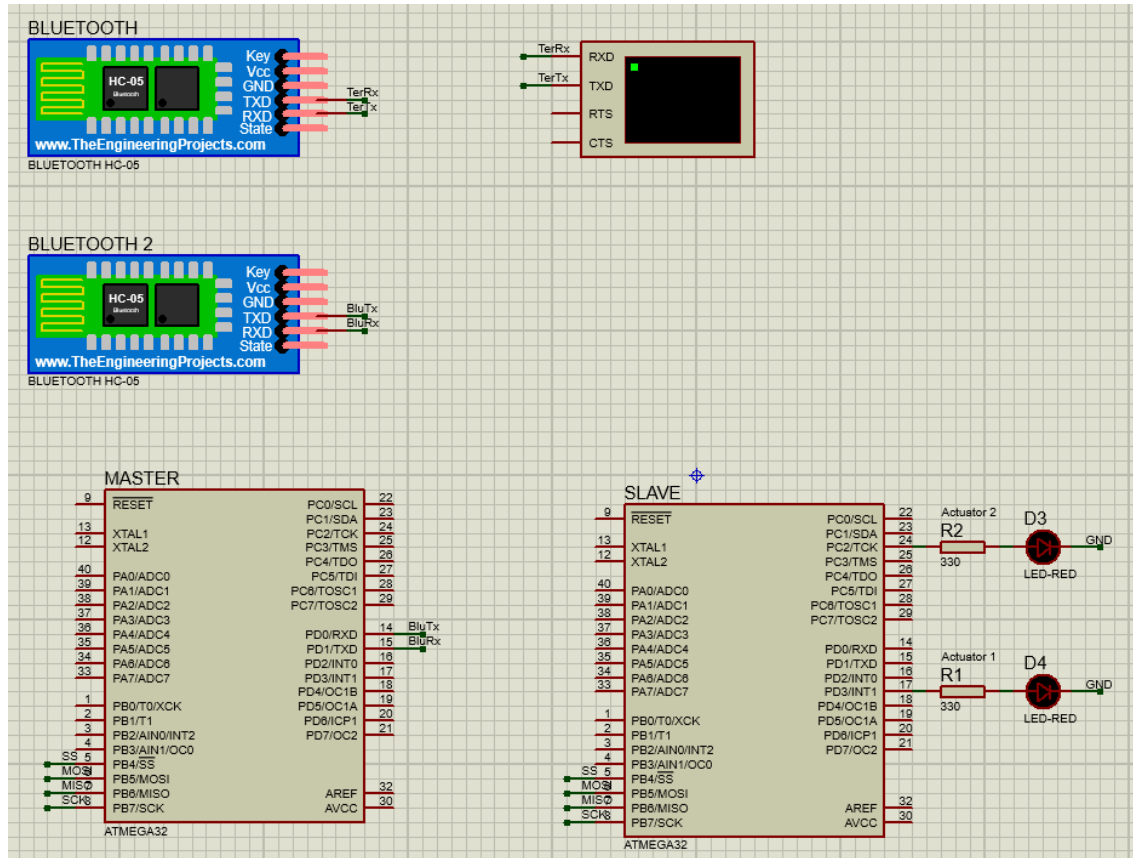 BLUETOOTH
HC-05
Bluetooth
Key
Vcc
GND
TXD
RXD
State
TerRx
TerTx
www.TheEngineeringProjects.com
BLUETOOTH HC-05
TerRx
TerTx
RXD
TXD
RTS
CTS
BLUETOOTH 2
HC-05
Bluetooth
Key
Vcc
GND
TXD
RXD
State
BluTx
BluRx
www.TheEngineeringProjects.com
BLUETOOTH HC-05
MASTER
9 RESET PC0/SCL 22
PC1/SDA 23
13 XTAL1 PC2/TCK 24
12 XTAL2 PC3/TMS 25
PC4/TDO 26
40 PA0/ADC0 PC5/TDI 27
39 PA1/ADC1 PC6/TOSC1 28
38 PA2/ADC2 PC7/TOSC2 29
37 PA3/ADC3
36 PA4/ADC4 PD0/RXD 14 BluTx
35 PA5/ADC5 PD1/TXD 15 BluRx
34 PA6/ADC6 PD2/INT0 16
33 PA7/ADC7 PD3/INT1 17
PD4/OC1B 18
1 PB0/T0/XCK PD5/OC1A 19
2 PB1/T1 PD6/ICP1 20
3 PB2/AIN0/INT2 PD7/OC2 21
4 PB3/AIN1/OC0
SS 5 PB4/SS
MOSI 6 PB5/MOSI
MISO 7 PB6/MISO AREF 32
SCK 8 PB7/SCK AVCC 30
ATMEGA32
SLAVE
9 RESET PC0/SCL 22
PC1/SDA 23
13 XTAL1 PC2/TCK 24
12 XTAL2 PC3/TMS 25
PC4/TDO 26
40 PA0/ADC0 PC5/TDI 27
39 PA1/ADC1 PC6/TOSC1 28
38 PA2/ADC2 PC7/TOSC2 29
37 PA3/ADC3
36 PA4/ADC4 PD0/RXD 14
35 PA5/ADC5 PD1/TXD 15
34 PA6/ADC6 PD2/INT0 16
33 PA7/ADC7 PD3/INT1 17
PD4/OC1B 18
1 PB0/T0/XCK PD5/OC1A 19
2 PB1/T1 PD6/ICP1 20
3 PB2/AIN0/INT2 PD7/OC2 21
4 PB3/AIN1/OC0
SS 5 PB4/SS
MOSI 6 PB5/MOSI
MISO 7 PB6/MISO AREF 32
SCK 8 PB7/SCK AVCC 30
ATMEGA32
Actuator 2
R2
330
D3
GND
LED-RED
Actuator 1
R1
330
D4
GND
LED-RED